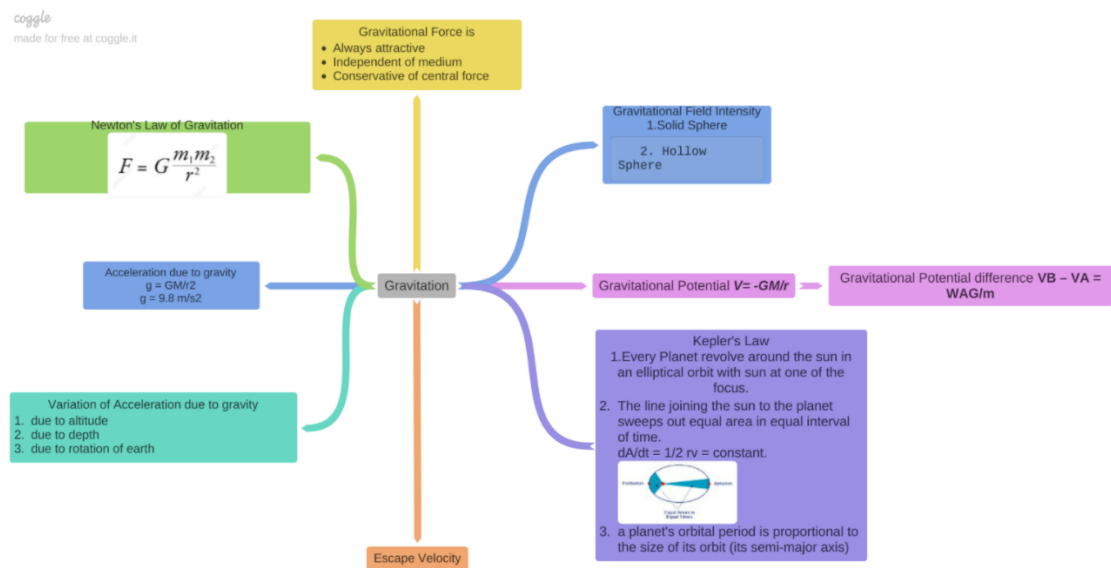 coggle
made for free at coggle.it
Gravitational Force is
• Always attractive
• Independent of medium
• Conservative of central force
Newton's Law of Gravitation
F = G m₁m₂/r²
Gravitational Field Intensity
1.Solid Sphere
2. Hollow
Sphere
Acceleration due to gravity
g = GM/r2
g = 9.8 m/s2
Gravitation
Gravitational Potential V= -GM/r
Gravitational Potential difference VB – VA =
WAG/m
Variation of Acceleration due to gravity
1. due to altitude
2. due to depth
3. due to rotation of earth
Kepler's Law
1.Every Planet revolve around the sun in
an elliptical orbit with sun at one of the
focus.
2. The line joining the sun to the planet
sweeps out equal area in equal interval
of time.
dA/dt = 1/2 rv = constant.
Equal Areas in
Equal Times
3. a planet's orbital period is proportional to
the size of its orbit (its semi-major axis)
Escape Velocity